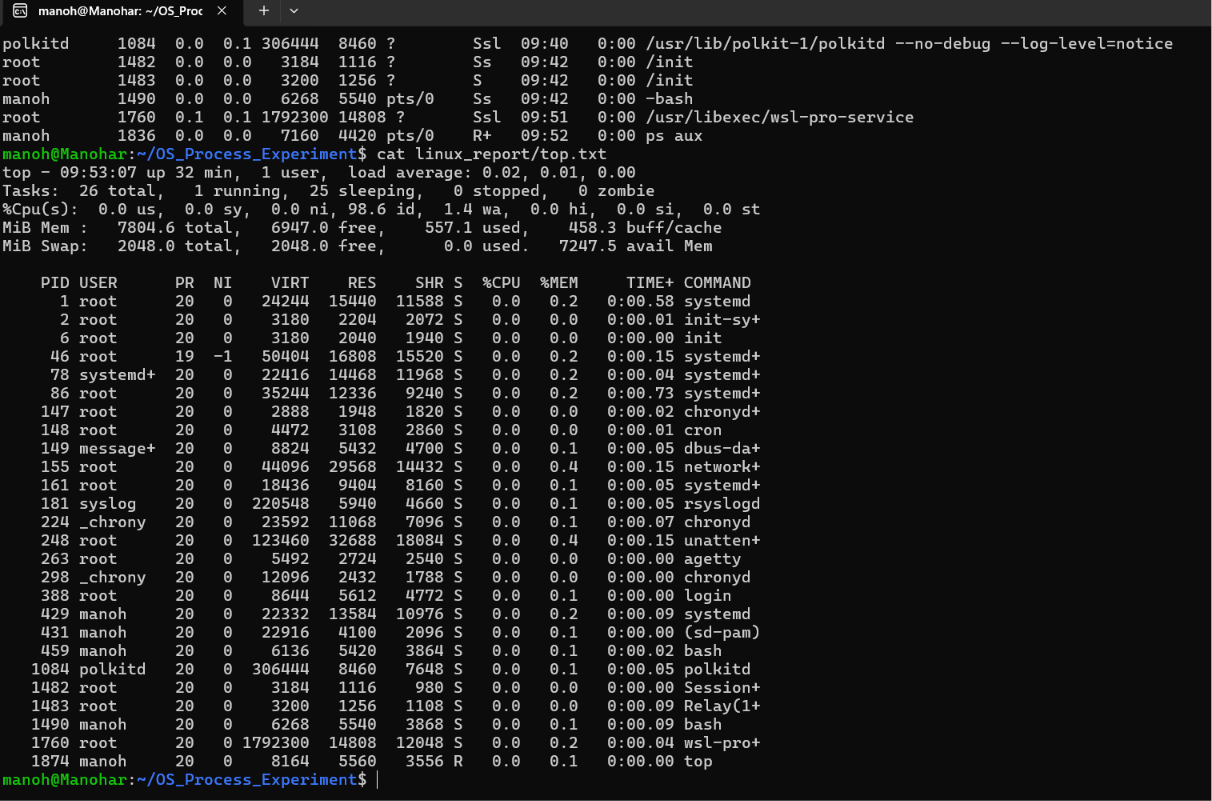 manoh@Manohar: ~/OS_Proc
polkitd     1084  0.0  0.1 306444  8460 ?        Ssl  09:40   0:00 /usr/lib/polkit-1/polkitd --no-debug --log-level=notice
root        1482  0.0  0.0   3184  1116 ?        Ss   09:42   0:00 /init
root        1483  0.0  0.0   3200  1256 ?        S    09:42   0:00 /init
manoh       1490  0.0  0.0   6268  5540 pts/0    Ss   09:42   0:00 -bash
root        1760  0.1  0.1 1792300 14808 ?       Ssl  09:51   0:00 /usr/libexec/wsl-pro-service
manoh       1836  0.0  0.0   7160  4420 pts/0    R+   09:52   0:00 ps aux
manoh@Manohar:~/OS_Process_Experiment$ cat linux_report/top.txt
top - 09:53:07 up 32 min,  1 user,  load average: 0.02, 0.01, 0.00
Tasks:  26 total,   1 running,  25 sleeping,   0 stopped,   0 zombie
%Cpu(s):  0.0 us,  0.0 sy,  0.0 ni, 98.6 id,  1.4 wa,  0.0 hi,  0.0 si,  0.0 st
MiB Mem :   7804.6 total,   6947.0 free,    557.1 used,    458.3 buff/cache
MiB Swap:   2048.0 total,   2048.0 free,      0.0 used.   7247.5 avail Mem
    PID USER      PR  NI    VIRT    RES    SHR S  %CPU  %MEM     TIME+ COMMAND
      1 root      20   0   24244  15440  11588 S   0.0   0.2   0:00.58 systemd
      2 root      20   0    3180   2204   2072 S   0.0   0.0   0:00.01 init-sy+
      6 root      20   0    3180   2040   1940 S   0.0   0.0   0:00.00 init
     46 root      19  -1   50404  16808  15520 S   0.0   0.2   0:00.15 systemd+
     78 systemd+  20   0   22416  14468  11968 S   0.0   0.2   0:00.04 systemd+
     86 root      20   0   35244  12336   9240 S   0.0   0.2   0:00.73 systemd+
    147 root      20   0    2888   1948   1820 S   0.0   0.0   0:00.02 chronyd+
    148 root      20   0    4472   3108   2860 S   0.0   0.0   0:00.01 cron
    149 message+  20   0    8824   5432   4700 S   0.0   0.1   0:00.05 dbus-da+
    155 root      20   0   44096  29568  14432 S   0.0   0.4   0:00.15 network+
    161 root      20   0   18436   9404   8160 S   0.0   0.1   0:00.05 systemd+
    181 syslog    20   0  220548   5940   4660 S   0.0   0.1   0:00.05 rsyslogd
    224 _chrony   20   0   23592  11068   7096 S   0.0   0.1   0:00.07 chronyd
    248 root      20   0  123460  32688  18084 S   0.0   0.4   0:00.15 unatten+
    263 root      20   0    5492   2724   2540 S   0.0   0.0   0:00.00 agetty
    298 _chrony   20   0   12096   2432   1788 S   0.0   0.0   0:00.00 chronyd
    388 root      20   0    8644   5612   4772 S   0.0   0.1   0:00.00 login
    429 manoh     20   0   22332  13584  10976 S   0.0   0.2   0:00.09 systemd
    431 manoh     20   0   22916   4100   2096 S   0.0   0.1   0:00.00 (sd-pam)
    459 manoh     20   0    6136   5420   3864 S   0.0   0.1   0:00.02 bash
   1084 polkitd   20   0  306444   8460   7648 S   0.0   0.1   0:00.05 polkitd
   1482 root      20   0    3184   1116    980 S   0.0   0.0   0:00.00 Session+
   1483 root      20   0    3200   1256   1108 S   0.0   0.0   0:00.09 Relay(1+
   1490 manoh     20   0    6268   5540   3868 S   0.0   0.1   0:00.09 bash
   1760 root      20   0 1792300  14808  12048 S   0.0   0.2   0:00.04 wsl-pro+
   1874 manoh     20   0    8164   5560   3556 R   0.0   0.1   0:00.00 top
manoh@Manohar:~/OS_Process_Experiment$